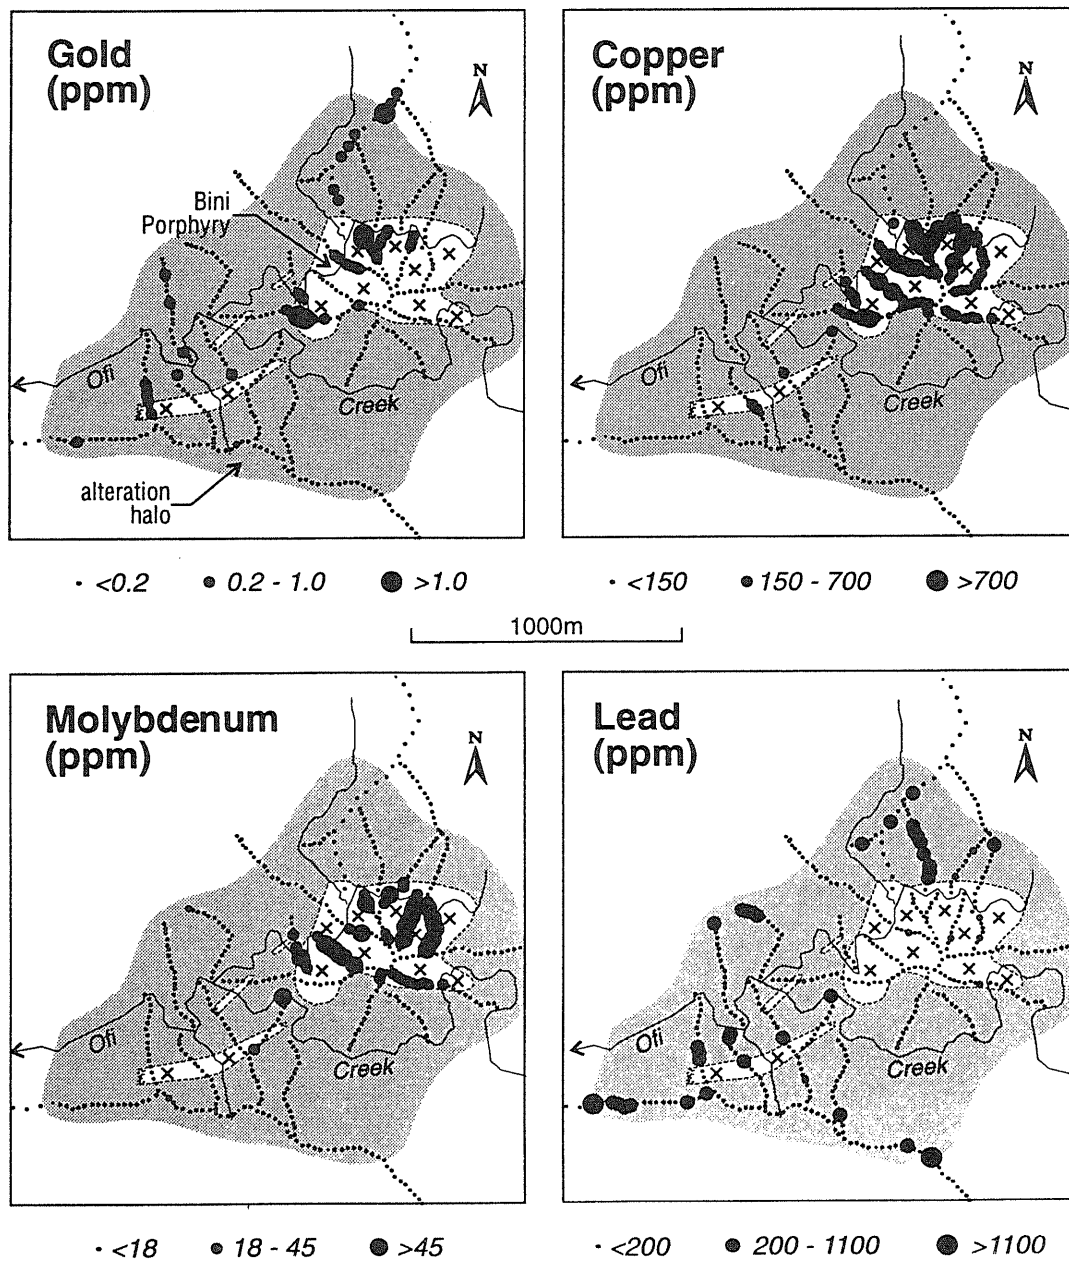 Gold
(ppm)
N
Bini
Porphyry
Ofi
Creek
alteration
halo
<0.2 0.2 - 1.0 >1.0
Copper
(ppm)
N
Ofi
Creek
<150 150 - 700 >700
1000m
Molybdenum
(ppm)
N
Ofi
Creek
<18 18 - 45 >45
Lead
(ppm)
N
Ofi
Creek
<200 200 - 1100 >1100